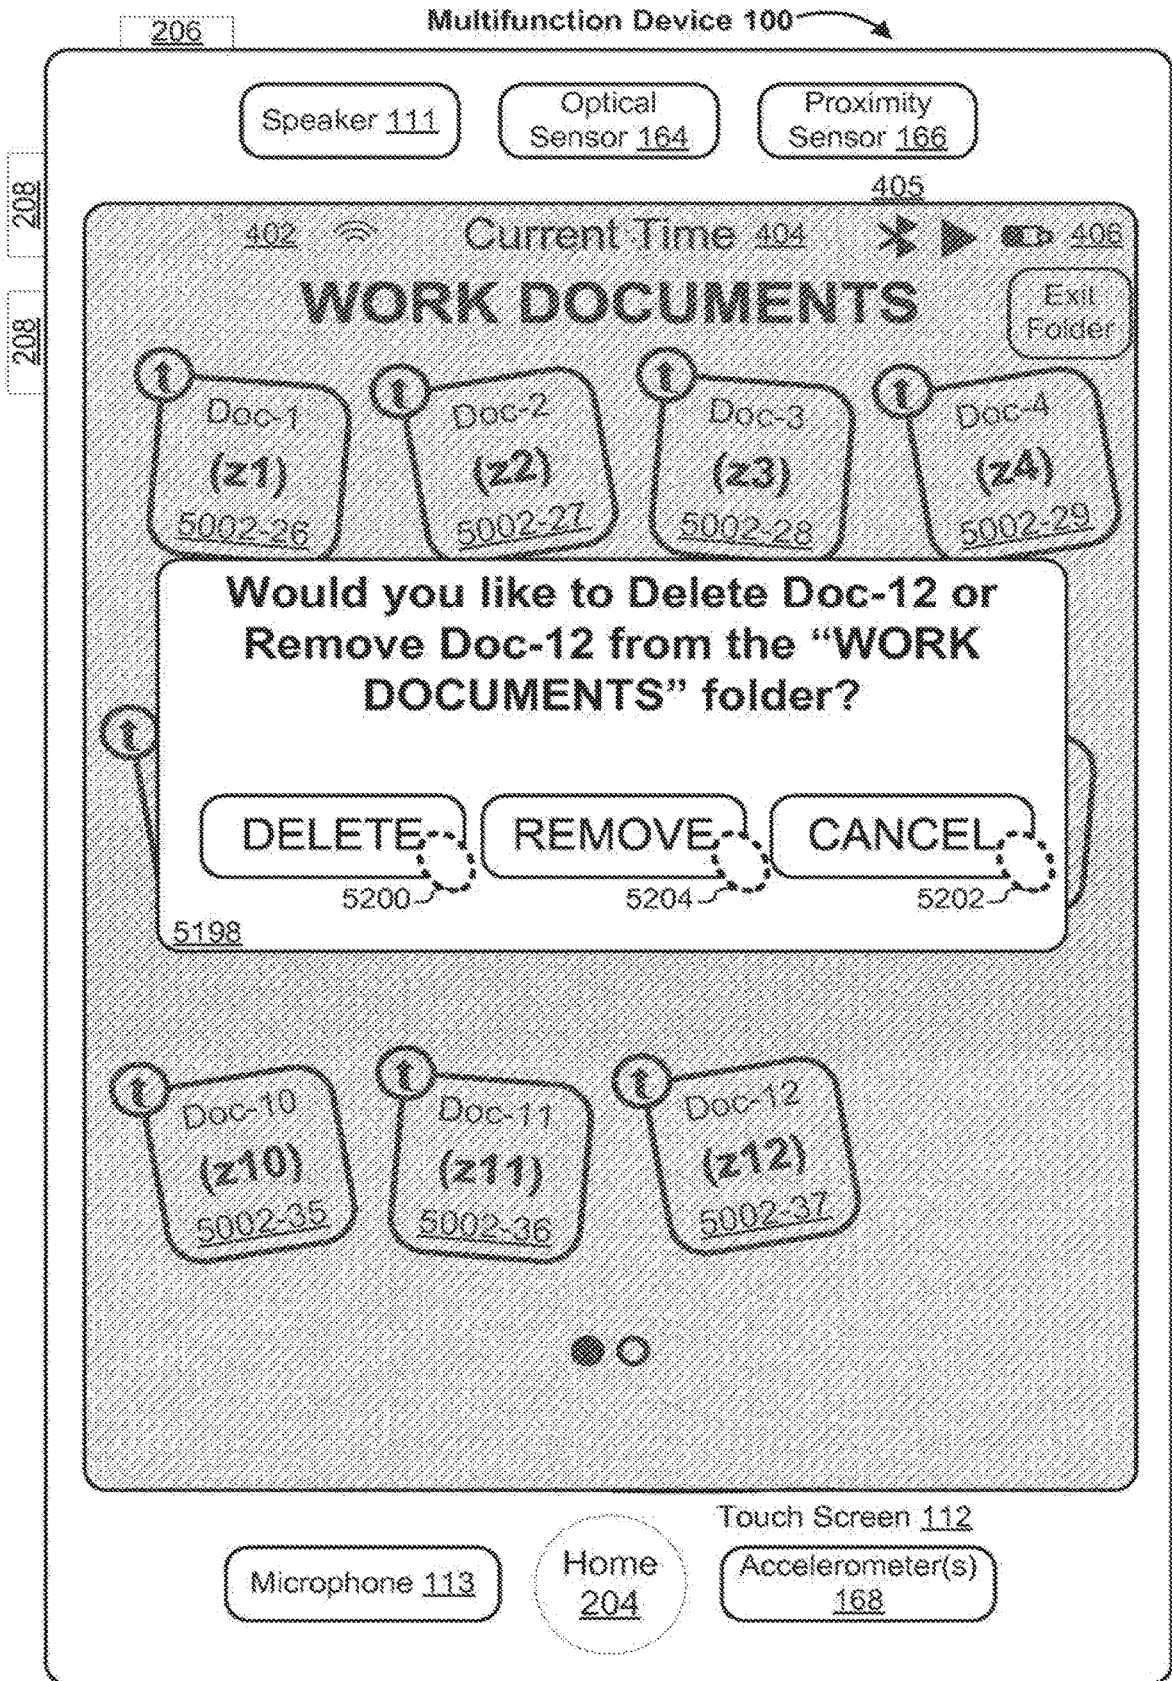 Multifunction Device 100
206
Speaker 111
Optical
Sensor 164
Proximity
Sensor 166
208
208
405
402
Current Time 404
406
WORK DOCUMENTS
Exit
Folder
Doc-1
(z1)
5002-26
Doc-2
(z2)
5002-27
Doc-3
(z3)
5002-28
Doc-4
(z4)
5002-29
Would you like to Delete Doc-12 or
Remove Doc-12 from the “WORK
DOCUMENTS” folder?
DELETE
REMOVE
CANCEL
5200
5204
5202
5198
Doc-10
(z10)
5002-35
Doc-11
(z11)
5002-36
Doc-12
(z12)
5002-37
Touch Screen 112
Microphone 113
Home
204
Accelerometer(s)
168